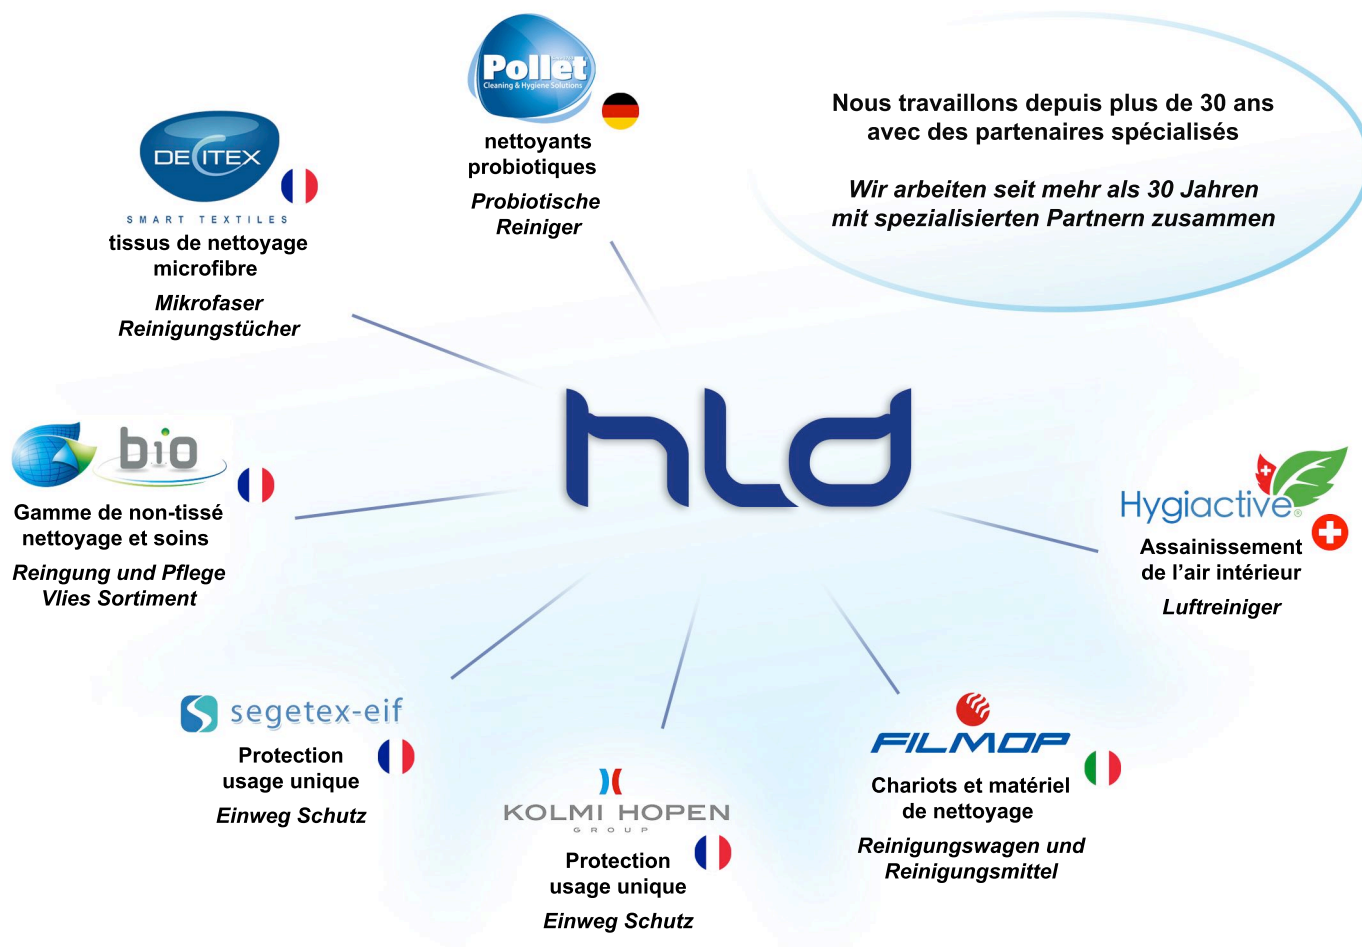 Pollet
Cleaning & Hygiene Solutions
nettoyants
probiotiques
Probiotische
Reiniger
Nous travaillons depuis plus de 30 ans
avec des partenaires spécialisés
Wir arbeiten seit mehr als 30 Jahren
mit spezialisierten Partnern zusammen
DECITEX
SMART TEXTILES
tissus de nettoyage
microfibre
Mikrofaser
Reinigungstücher
hld
bio
Gamme de non-tissé
nettoyage et soins
Reingung und Pflege
Vlies Sortiment
Hygiactive®
Assainissement
de l’air intérieur
Luftreiniger
segetex-eif
Protection
usage unique
Einweg Schutz
KOLMI HOPEN
GROUP
Protection
usage unique
Einweg Schutz
FILMOP
Chariots et matériel
de nettoyage
Reinigungswagen und
Reinigungsmittel